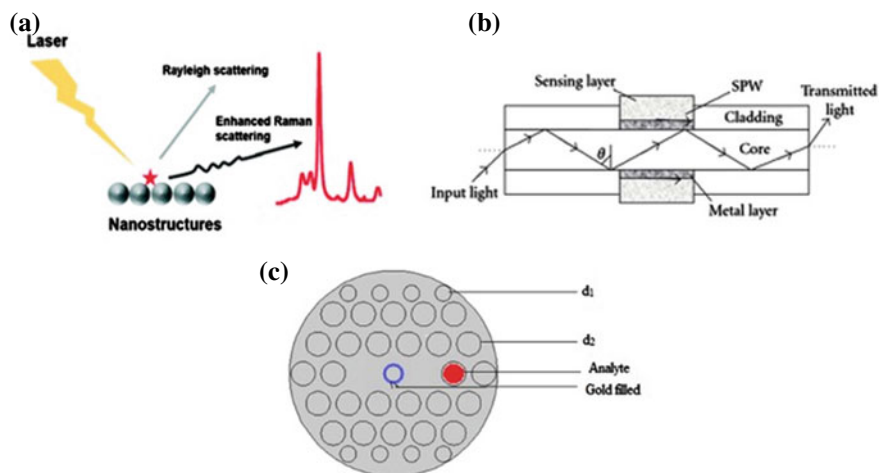 (a)
Laser
Rayleigh scattering
Enhanced Raman
scattering
Nanostructures
(b)
Sensing layer
SPW
Transmitted
light
Cladding
Core
θ
Input light
Metal layer
(c)
d1
d2
Analyte
Gold filled